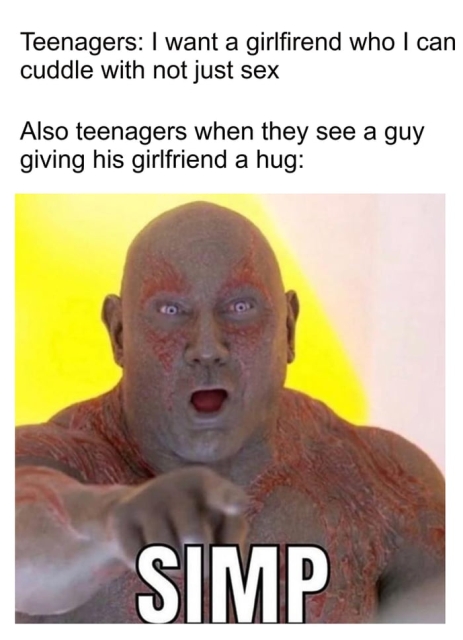 Teenagers: I want a girlfirend who I can
cuddle with not just sex
Also teenagers when they see a guy
giving his girlfriend a hug:
SIMP